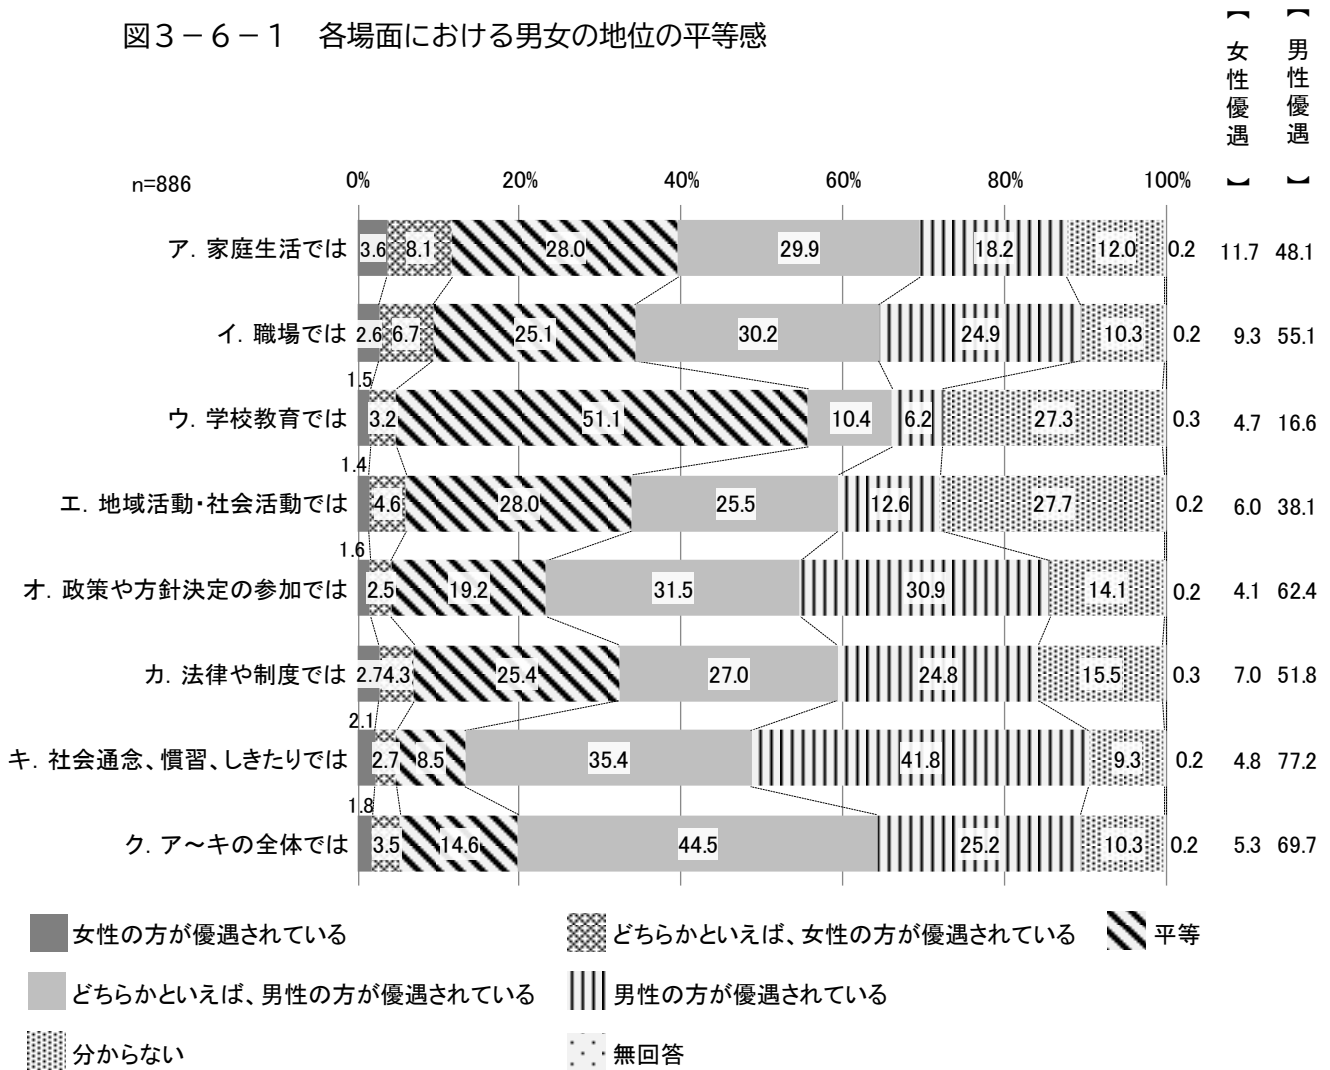 図３－６－１　各場面における男女の地位の平等感
【女性優遇】 【男性優遇】
n=886 0% 20% 40% 60% 80% 100%
ア. 家庭生活では 3.6 8.1 28.0 29.9 18.2 12.0 0.2 11.7 48.1
イ. 職場では 2.6 6.7 25.1 30.2 24.9 10.3 0.2 9.3 55.1
ウ. 学校教育では 1.5 3.2 51.1 10.4 6.2 27.3 0.3 4.7 16.6
エ. 地域活動・社会活動では 1.4 4.6 28.0 25.5 12.6 27.7 0.2 6.0 38.1
オ. 政策や方針決定の参加では 1.6 2.5 19.2 31.5 30.9 14.1 0.2 4.1 62.4
カ. 法律や制度では 2.7 4.3 25.4 27.0 24.8 15.5 0.3 7.0 51.8
キ. 社会通念、慣習、しきたりでは 2.1 2.7 8.5 35.4 41.8 9.3 0.2 4.8 77.2
ク. ア～キの全体では 1.8 3.5 14.6 44.5 25.2 10.3 0.2 5.3 69.7
女性の方が優遇されている どちらかといえば、女性の方が優遇されている 平等
どちらかといえば、男性の方が優遇されている 男性の方が優遇されている
分からない 無回答